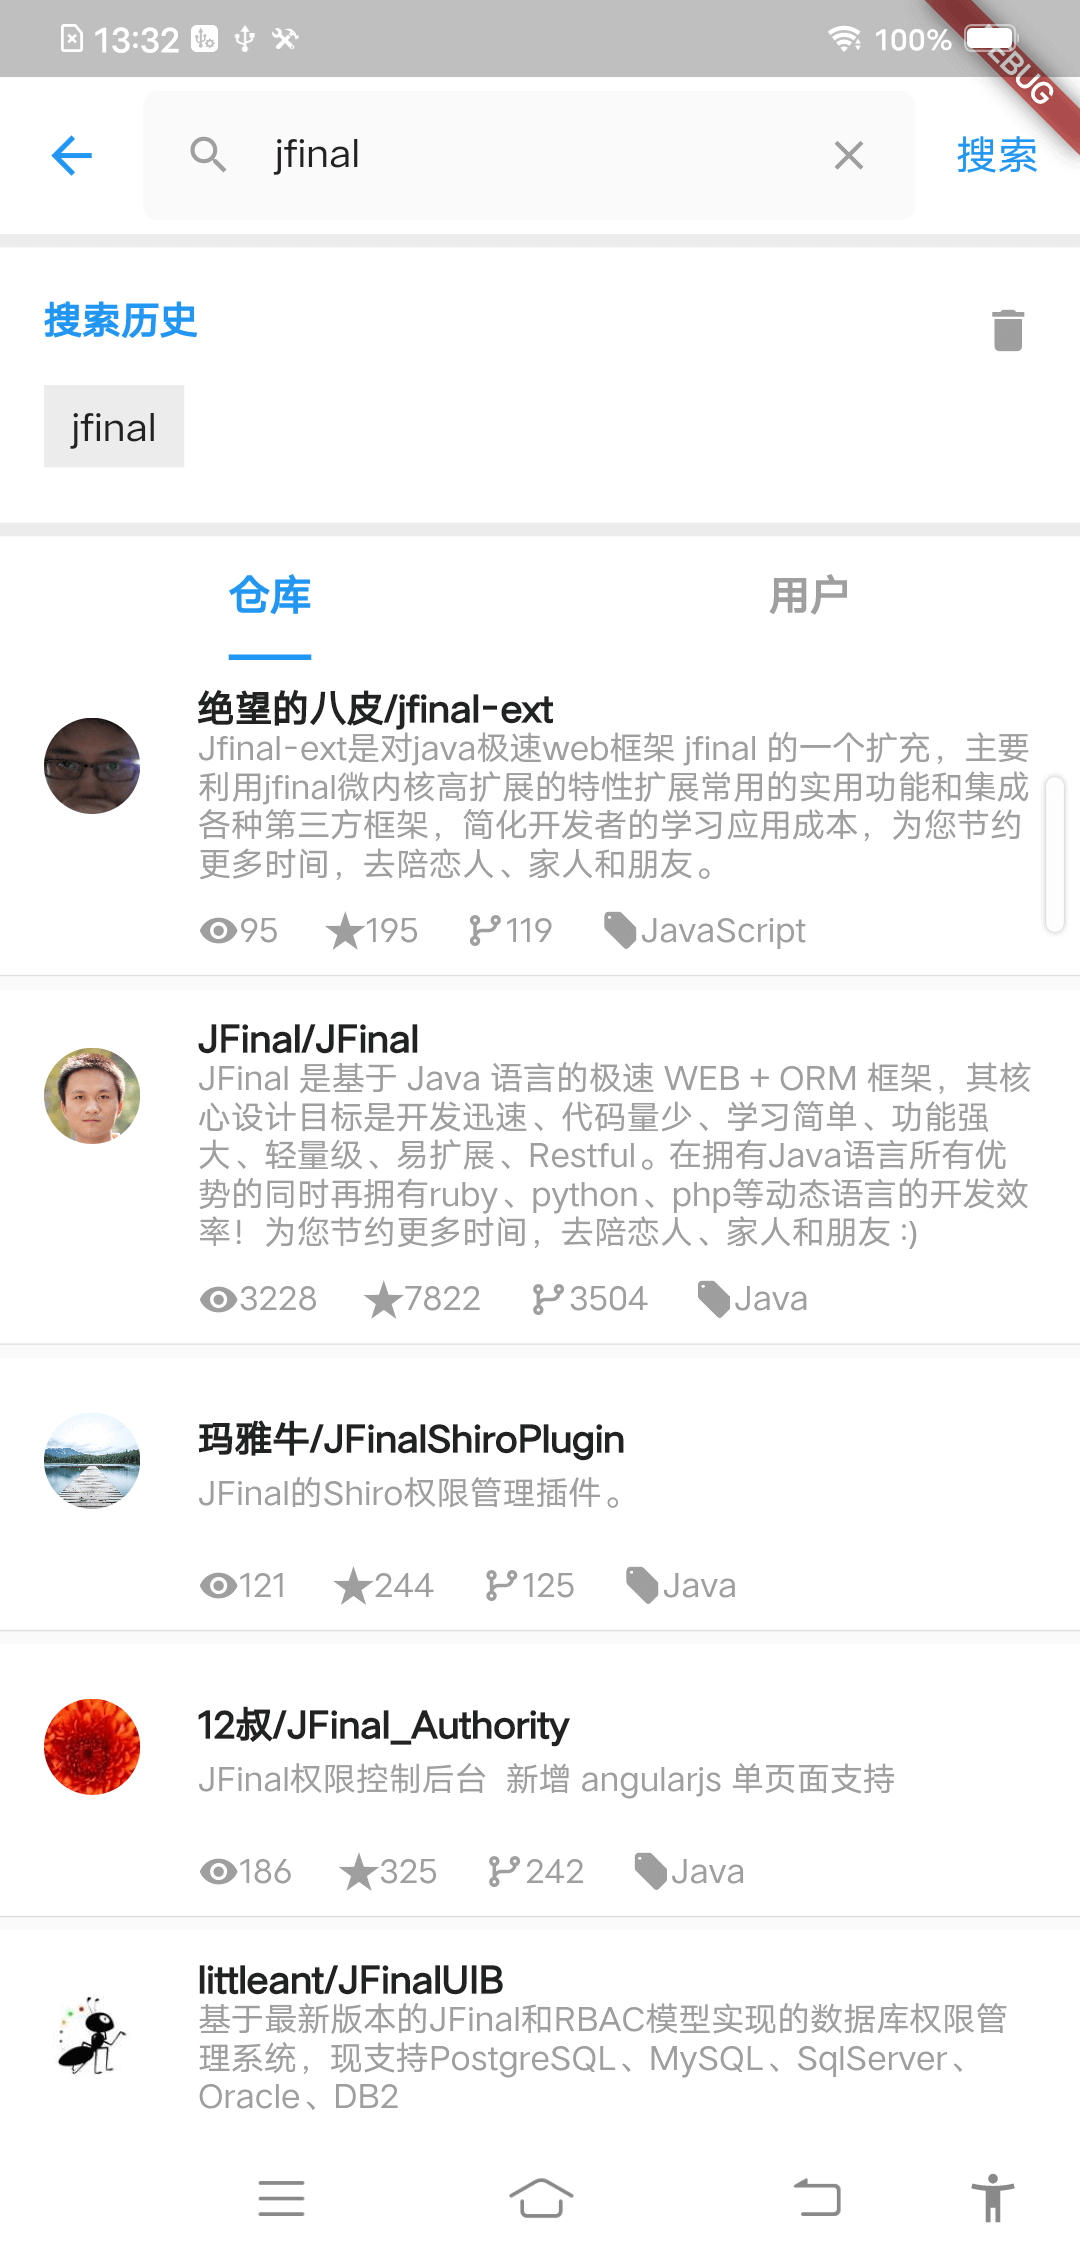 13:32
100%
DEBUG
jfinal
搜索
搜索历史
jfinal
仓库
用户
绝望的八皮/jfinal-ext
Jfinal-ext是对java极速web框架 jfinal 的一个扩充，主要
利用jfinal微内核高扩展的特性扩展常用的实用功能和集成
各种第三方框架，简化开发者的学习应用成本，为您节约
更多时间，去陪恋人、家人和朋友。
95 195 119 JavaScript
JFinal/JFinal
JFinal 是基于 Java 语言的极速 WEB + ORM 框架，其核
心设计目标是开发迅速、代码量少、学习简单、功能强
大、轻量级、易扩展、Restful。在拥有Java语言所有优
势的同时再拥有ruby、python、php等动态语言的开发效
率！为您节约更多时间，去陪恋人、家人和朋友 :)
3228 7822 3504 Java
玛雅牛/JFinalShiroPlugin
JFinal的Shiro权限管理插件。
121 244 125 Java
12叔/JFinal_Authority
JFinal权限控制后台 新增 angularjs 单页面支持
186 325 242 Java
littleant/JFinalUIB
基于最新版本的JFinal和RBAC模型实现的数据库权限管
理系统，现支持PostgreSQL、MySQL、SqlServer、
Oracle、DB2